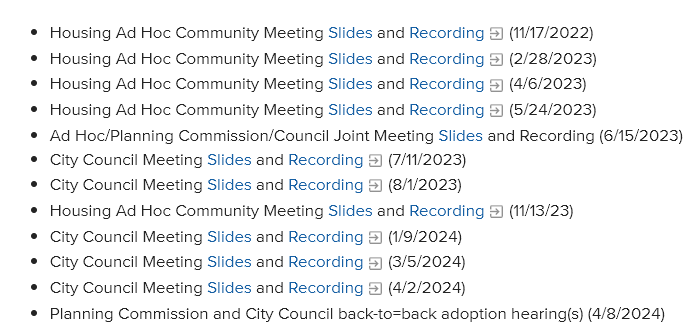 • Housing Ad Hoc Community Meeting Slides and Recording (11/17/2022)
• Housing Ad Hoc Community Meeting Slides and Recording (2/28/2023)
• Housing Ad Hoc Community Meeting Slides and Recording (4/6/2023)
• Housing Ad Hoc Community Meeting Slides and Recording (5/24/2023)
• Ad Hoc/Planning Commission/Council Joint Meeting Slides and Recording (6/15/2023)
• City Council Meeting Slides and Recording (7/11/2023)
• City Council Meeting Slides and Recording (8/1/2023)
• Housing Ad Hoc Community Meeting Slides and Recording (11/13/23)
• City Council Meeting Slides and Recording (1/9/2024)
• City Council Meeting Slides and Recording (3/5/2024)
• City Council Meeting Slides and Recording (4/2/2024)
• Planning Commission and City Council back-to=back adoption hearing(s) (4/8/2024)